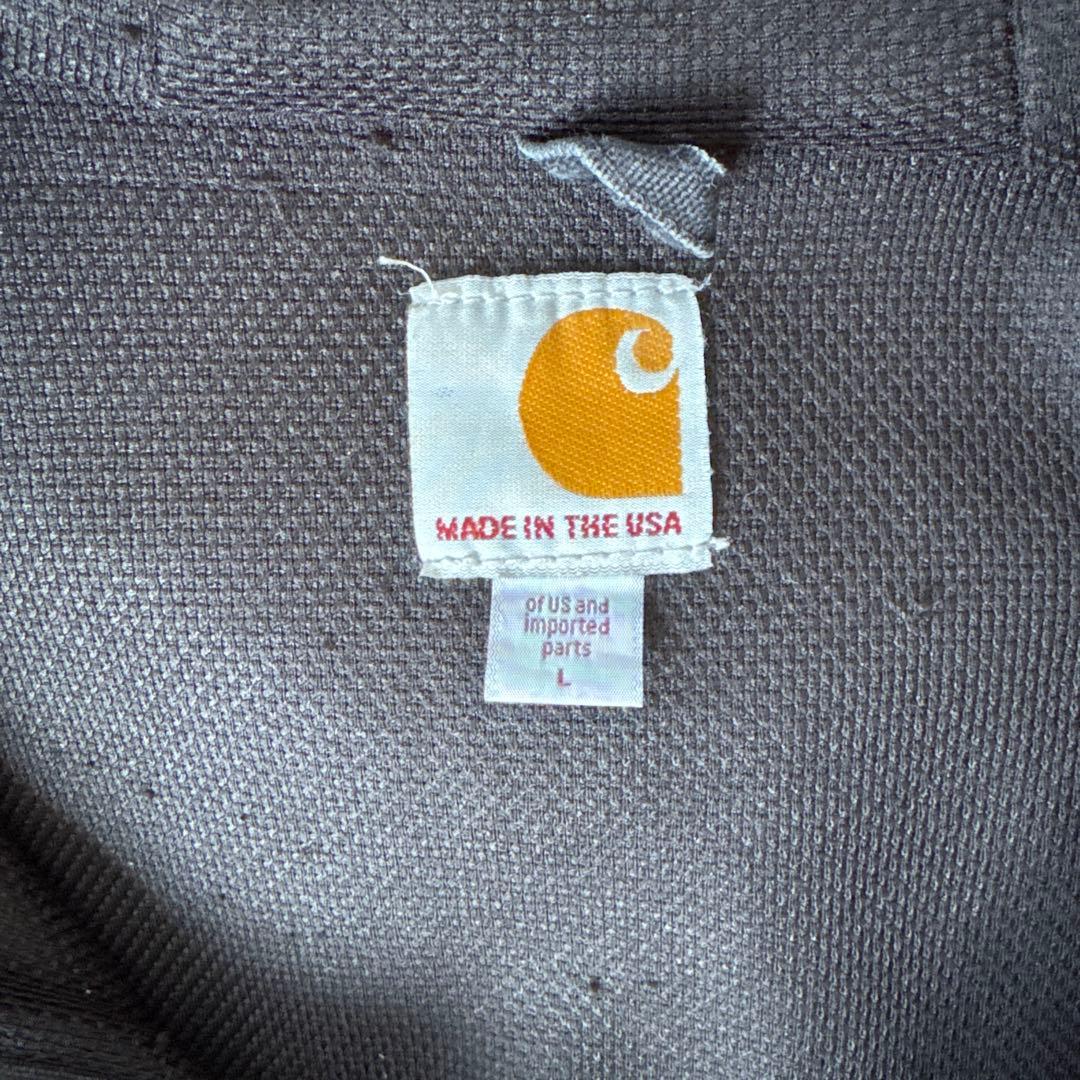 MADE IN THE USA
of US and
imported
parts
L